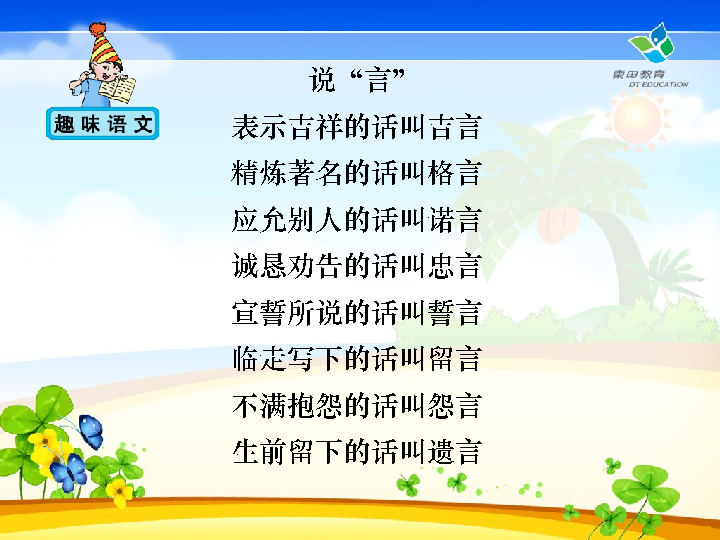 说“言”
趣味语文
東田教育
DT EDUCATION
表示吉祥的话叫吉言
精炼著名的话叫格言
应允别人的话叫诺言
诚恳劝告的话叫忠言
宣誓所说的话叫誓言
临走写下的话叫留言
不满抱怨的话叫怨言
生前留下的话叫遗言